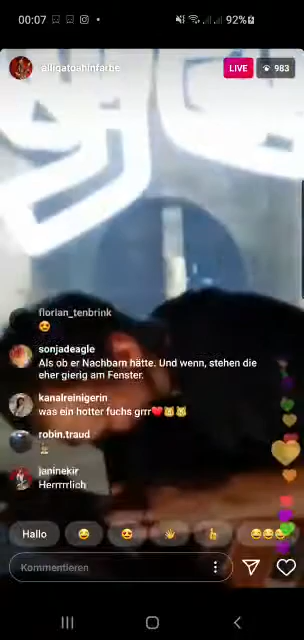 00:07
92%
alligatoahinfarbe
LIVE
983
florian_tenbrink
😍
sonjadeagle
Als ob er Nachbarn hätte. Und wenn, stehen die
eher gierig am Fenster.
kanalreinigerin
was ein hotter fuchs grrr❤️😻😻
robin.traud
janinekir
Herrrrrlich
Hallo
😂
😍
👋
😂😂😂
Kommentieren